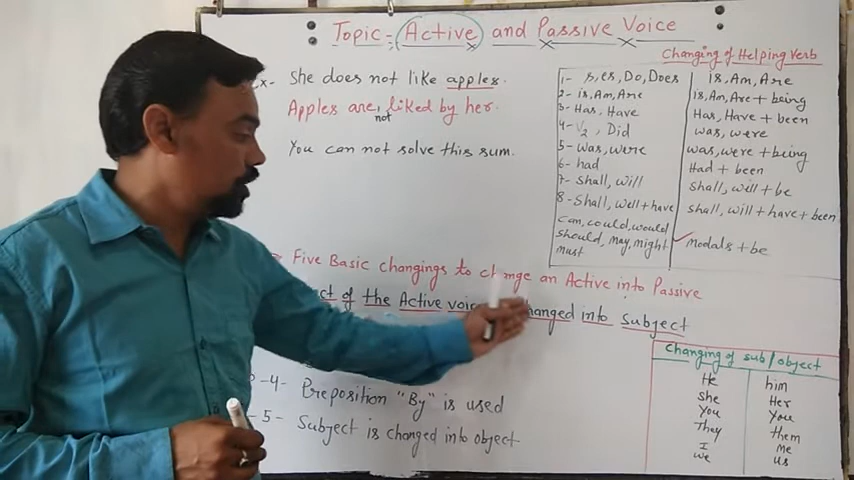 Topic:- Active and Passive Voice
Ex- She does not like apples.
Apples are liked by her.
not
You can not solve this sum.
Changing of Helping Verb
1- s, es, Do, Does | is, Am, Are
2- is, Am, Are | is, Am, Are + being
3- Has, Have | Has, Have + been
4- V2, Did | was, were
5- was, were | was, were + being
6- had | Had + been
7- Shall, will | Shall, will + be
8- Shall, well + have | Shall, will + have + been
can, could, would
should, may, might | Modals + be
must
Five Basic changings to change an Active into Passive
ct of the Active voice changed into Subject
4- Preposition "By" is used
5- Subject is changed into object
Changing of sub/object
He | him
She | Her
You | You
They | them
I | Me
we | us